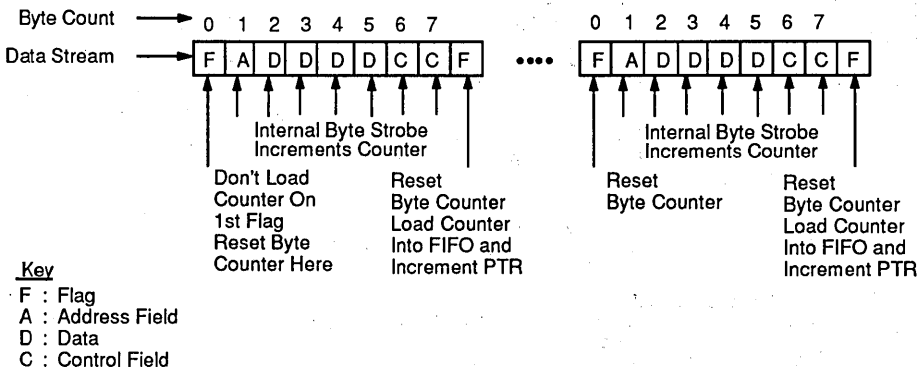 Byte Count 0 1 2 3 4 5 6 7 0 1 2 3 4 5 6 7
Data Stream F A D D D D C C F •••• F A D D D D C C F
Internal Byte Strobe
Increments Counter
Internal Byte Strobe
Increments Counter
Don't Load
Counter On
1st Flag
Reset Byte
Counter Here
Reset
Byte Counter
Load Counter
Into FIFO and
Increment PTR
Reset
Byte Counter
Reset
Byte Counter
Load Counter
Into FIFO and
Increment PTR
Key
F : Flag
A : Address Field
D : Data
C : Control Field